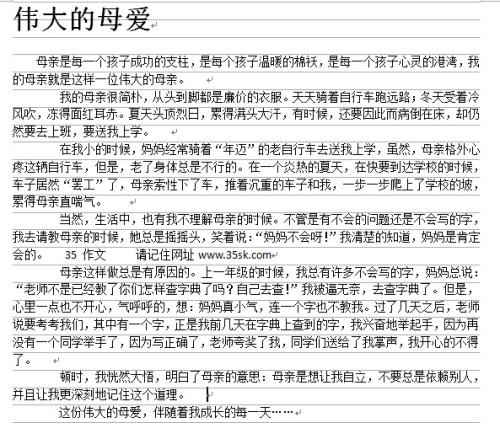 伟大的母爱
母亲是每一个孩子成功的支柱，是每个孩子温暖的棉袄，是每一个孩子心灵的港湾，我
的母亲就是这样一位伟大的母亲。
我的母亲很简朴，从头到脚都是廉价的衣服。天天骑着自行车跑远路；冬天受着冷
风吹，冻得面红耳赤。夏天头顶烈日，累得满头大汗，有时候，还要因此而病倒在床，却仍
然要去上班，要送我上学。
在我小的时候，妈妈经常骑着“年迈”的老自行车去送我上学，虽然，母亲格外心
疼这辆自行车，但是，老了身体总是不行的。在一个炎热的夏天，在快要到达学校的时候，
车子居然“罢工”了，母亲索性下了车，推着沉重的车子和我，一步一步爬上了学校的坡，
累得母亲直喘气。
当然，生活中，也有我不理解母亲的时候。不管是有不会的问题还是不会写的字，
我去请教母亲的时候，她总是摇摇头，笑着说：“妈妈不会呀！”我清楚的知道，妈妈是肯定
会的。 35 作文 请记住网址 www.35sk.com
母亲这样做总是有原因的。上一年级的时候，我总有许多不会写的字，妈妈总说：
“老师不是已经教了你们怎样查字典了吗？自己去查！”我被逼无奈，去查字典了。但是，
心里一点也不开心，气呼呼的，想：妈妈真小气，连一个字也不教我。过了几天之后，老师
说要考考我们，其中有一个字，正是我前几天在字典上查到的字，我兴奋地举起手，因为再
没有一个同学举手了，因为写正确了，老师夸奖了我，同学们送给了我掌声，我开心的不得
了。
顿时，我恍然大悟，明白了母亲的意思：母亲是想让我自立，不要总是依赖别人，
并且让我更深刻地记住这个道理。
这份伟大的母爱，伴随着我成长的每一天……